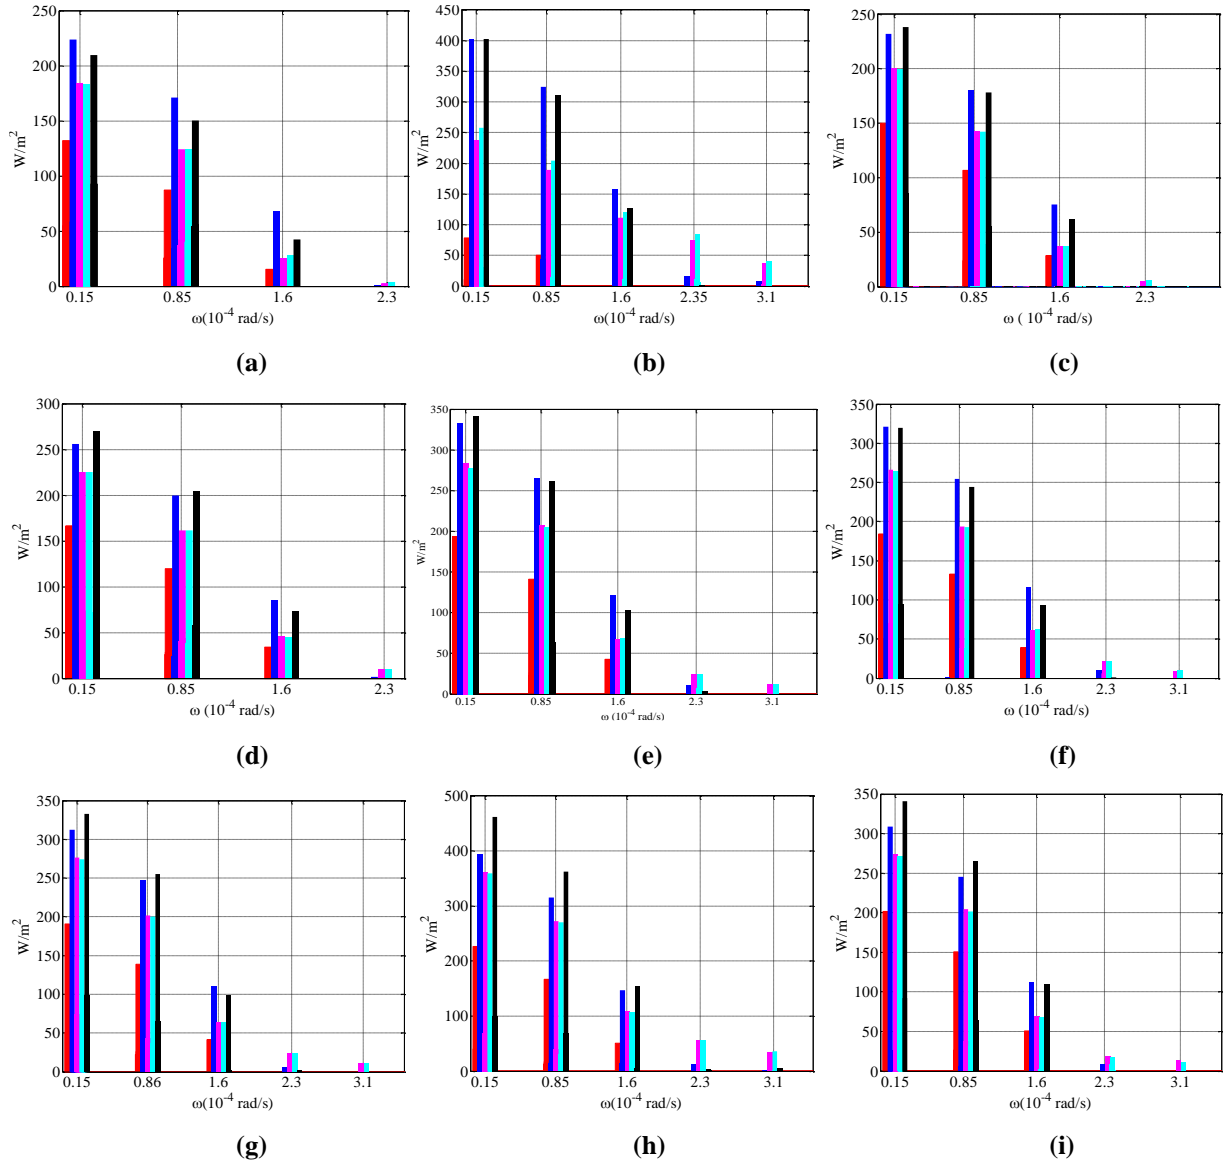 250
200
150
100
50
0
W/m²
0.15 0.85 1.6 2.3
ω(10⁻⁴ rad/s)
(a)
450
400
350
300
250
200
150
100
50
0
W/m²
0.15 0.85 1.6 2.35 3.1
ω(10⁻⁴ rad/s)
(b)
250
200
150
100
50
0
W/m²
0.15 0.85 1.6 2.3
ω ( 10⁻⁴ rad/s)
(c)
300
250
200
150
100
50
0
W/m²
0.15 0.85 1.6 2.3
ω (10⁻⁴ rad/s)
(d)
350
300
250
200
150
100
50
0
W/m²
0.15 0.85 1.6 2.3 3.1
ω (10⁻⁴ rad/s)
(e)
350
300
250
200
150
100
50
0
W/m²
0.15 0.85 1.6 2.3 3.1
ω (10⁻⁴ rad/s)
(f)
350
300
250
200
150
100
50
0
W/m²
0.15 0.86 1.6 2.3 3.1
ω(10⁻⁴ rad/s)
(g)
500
400
300
200
100
0
W/m²
0.15 0.85 1.6 2.3 3.1
ω(10⁻⁴ rad/s)
(h)
350
300
250
200
150
100
50
0
W/m²
0.15 0.85 1.6 2.3 3.1
ω(10⁻⁴ rad/s)
(i)